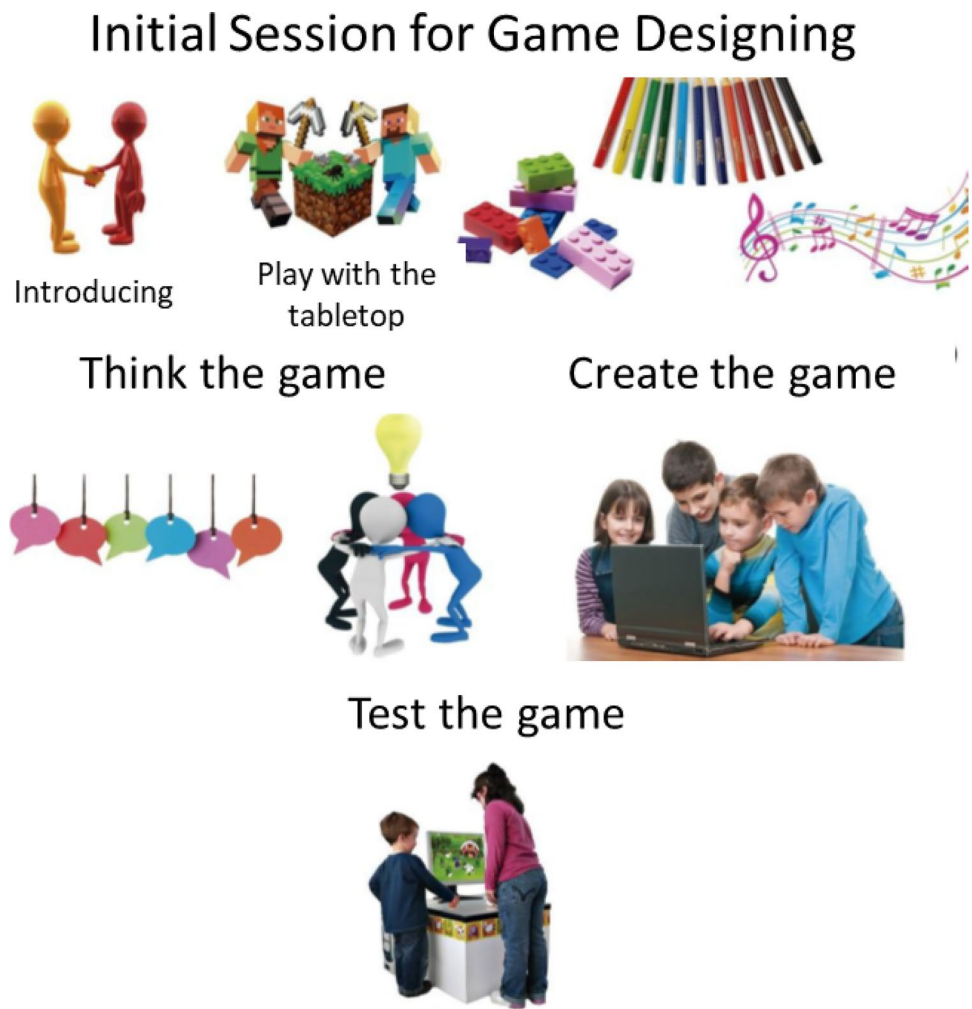 Initial Session for Game Designing
Introducing
Play with the
tabletop
Think the game
Create the game
Test the game